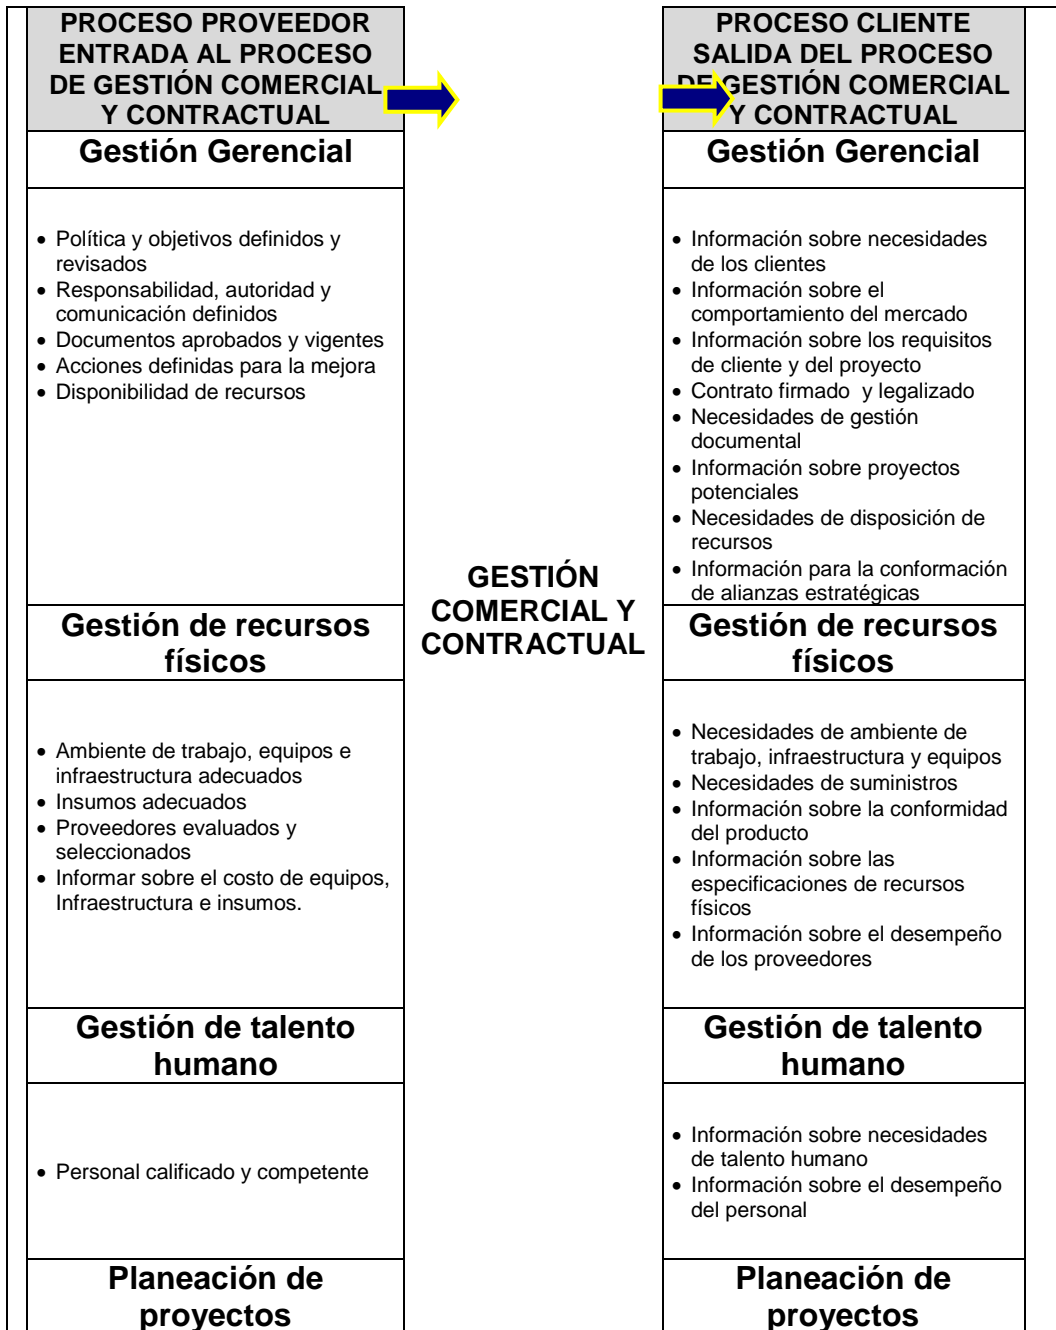 PROCESO PROVEEDOR
ENTRADA AL PROCESO
DE GESTIÓN COMERCIAL
Y CONTRACTUAL
Gestión Gerencial
• Política y objetivos definidos y
revisados
• Responsabilidad, autoridad y
comunicación definidos
• Documentos aprobados y vigentes
• Acciones definidas para la mejora
• Disponibilidad de recursos
Gestión de recursos
físicos
• Ambiente de trabajo, equipos e
infraestructura adecuados
• Insumos adecuados
• Proveedores evaluados y
seleccionados
• Informar sobre el costo de equipos,
Infraestructura e insumos.
Gestión de talento
humano
• Personal calificado y competente
Planeación de
proyectos
GESTIÓN
COMERCIAL Y
CONTRACTUAL
PROCESO CLIENTE
SALIDA DEL PROCESO
DE GESTIÓN COMERCIAL
Y CONTRACTUAL
Gestión Gerencial
• Información sobre necesidades
de los clientes
• Información sobre el
comportamiento del mercado
• Información sobre los requisitos
de cliente y del proyecto
• Contrato firmado  y legalizado
• Necesidades de gestión
documental
• Información sobre proyectos
potenciales
• Necesidades de disposición de
recursos
• Información para la conformación
de alianzas estratégicas
Gestión de recursos
físicos
• Necesidades de ambiente de
trabajo, infraestructura y equipos
• Necesidades de suministros
• Información sobre la conformidad
del producto
• Información sobre las
especificaciones de recursos
físicos
• Información sobre el desempeño
de los proveedores
Gestión de talento
humano
• Información sobre necesidades
de talento humano
• Información sobre el desempeño
del personal
Planeación de
proyectos